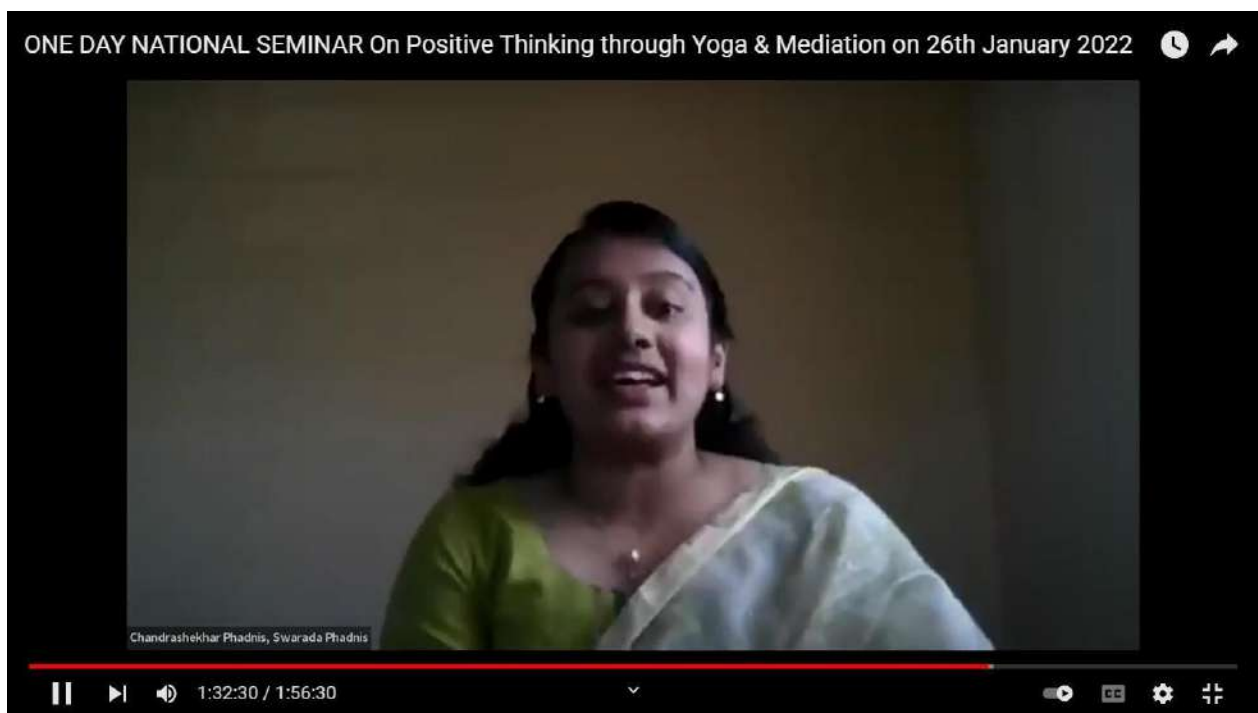 ONE DAY NATIONAL SEMINAR On Positive Thinking through Yoga & Mediation on 26th January 2022
Chandrashekhar Phadnis, Swarada Phadnis
1:32:30 / 1:56:30
CC